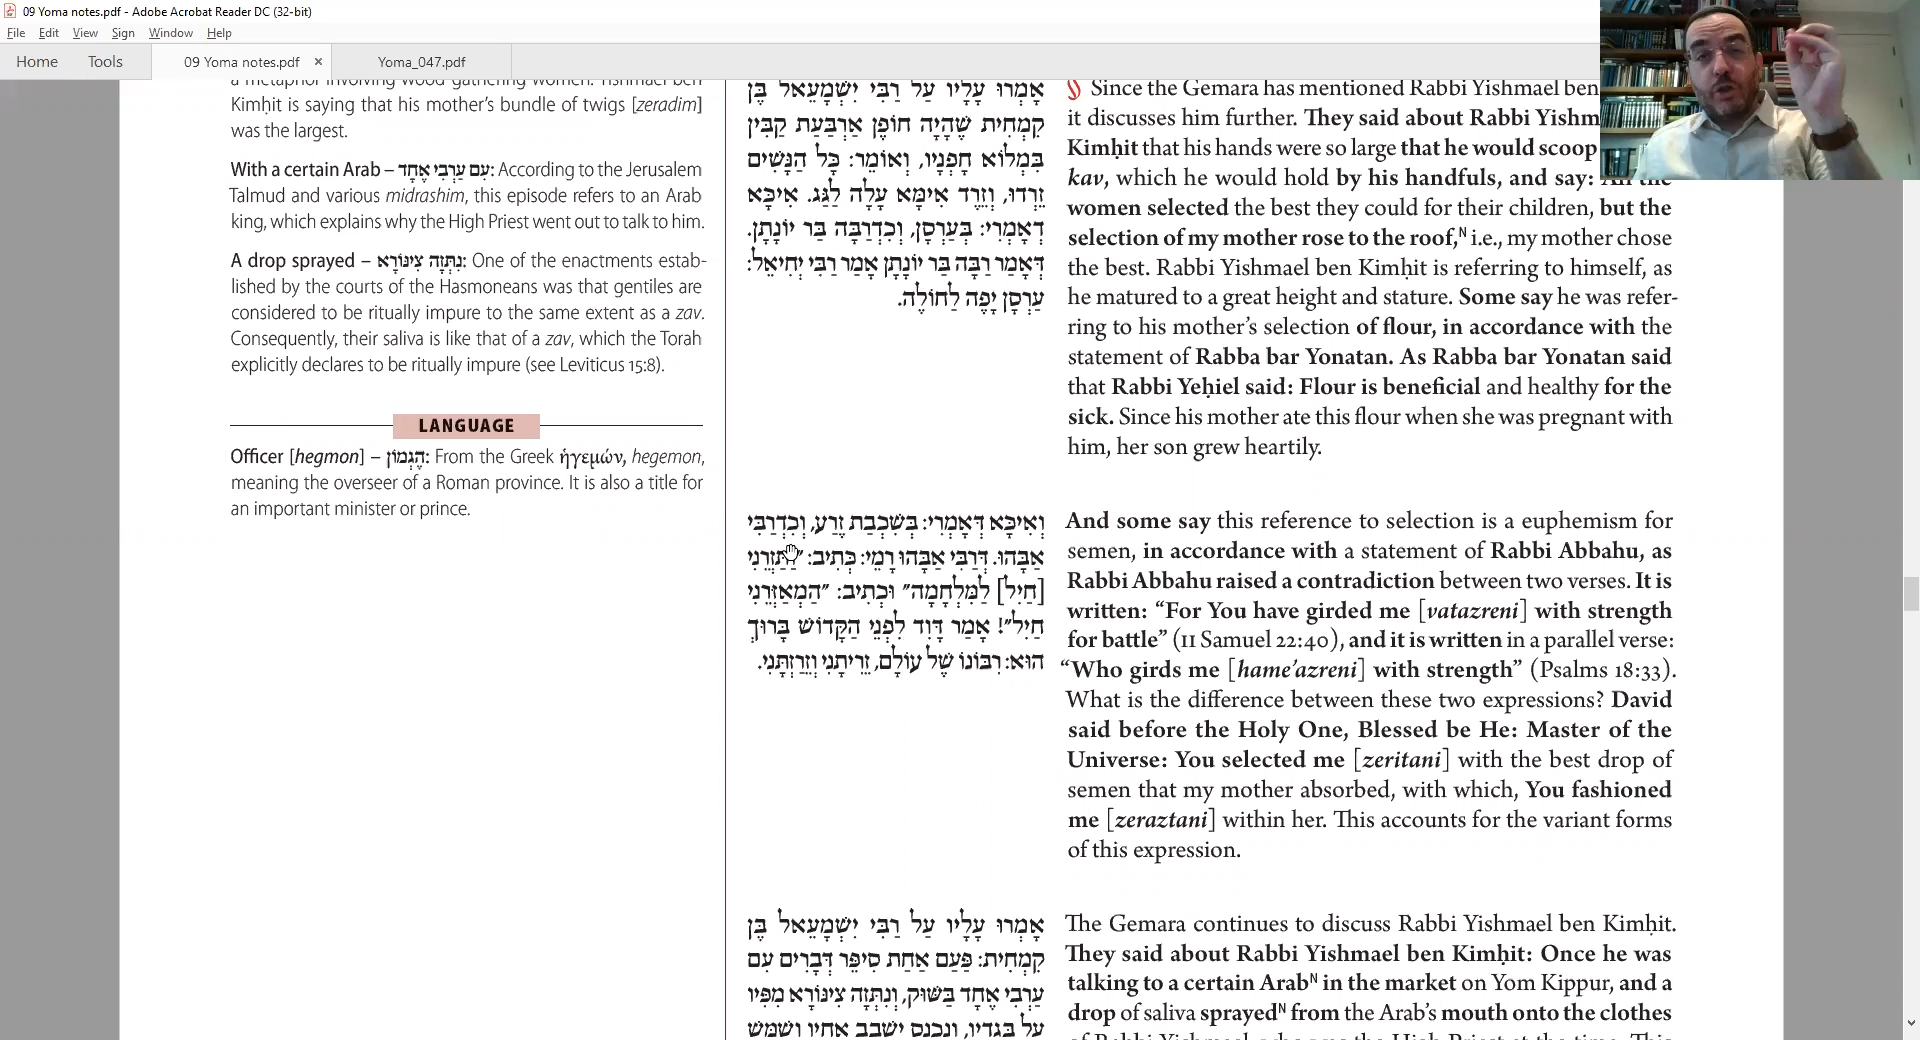 09 Yoma notes.pdf - Adobe Acrobat Reader DC (32-bit)
File Edit View Sign Window Help
Home Tools 09 Yoma notes.pdf × Yoma_047.pdf
a metaphor involving wood-gathering women. Yishmael ben
Kimḥit is saying that his mother's bundle of twigs [zeradim]
was the largest.
With a certain Arab – עִם עֲרָבִי אֶחָד: According to the Jerusalem
Talmud and various midrashim, this episode refers to an Arab
king, which explains why the High Priest went out to talk to him.
A drop sprayed – נִתְּזָה צִינּוֹרָא: One of the enactments estab-
lished by the courts of the Hasmoneans was that gentiles are
considered to be ritually impure to the same extent as a zav.
Consequently, their saliva is like that of a zav, which the Torah
explicitly declares to be ritually impure (see Leviticus 15:8).
LANGUAGE
Officer [hegmon] – הֶגְמוֹן: From the Greek ἡγεμών, hegemon,
meaning the overseer of a Roman province. It is also a title for
an important minister or prince.
אָמְרוּ עָלָיו עַל רַבִּי יִשְׁמָעֵאל בֶּן
קִמְחִית שֶׁהָיָה חוֹפֵן אַרְבַּעַת קַבִּין
בִּמְלוֹא חָפְנָיו, וְאוֹמֵר: כׇּל הַנָּשִׁים
זֵרְדוּ, וְזֶרֶד אִימָּא עָלָה לַגָּג. אִיכָּא
דְאָמְרִי: בְּעַרְסָן, וְכִדְרַבָּה בַּר יוֹנָתָן.
דְּאָמַר רַבָּה בַּר יוֹנָתָן אָמַר רַבִּי יְחִיאֵל:
עַרְסָן יָפֶה לַחוֹלֶה.
Since the Gemara has mentioned Rabbi Yishmael ben
it discusses him further. They said about Rabbi Yishm
Kimḥit that his hands were so large that he would scoop
kav, which he would hold by his handfuls, and say: All the
women selected the best they could for their children, but the
selection of my mother rose to the roof,ᴺ i.e., my mother chose
the best. Rabbi Yishmael ben Kimḥit is referring to himself, as
he matured to a great height and stature. Some say he was refer-
ring to his mother's selection of flour, in accordance with the
statement of Rabba bar Yonatan. As Rabba bar Yonatan said
that Rabbi Yeḥiel said: Flour is beneficial and healthy for the
sick. Since his mother ate this flour when she was pregnant with
him, her son grew heartily.
וְאִיכָּא דְּאָמְרִי: בְּשִׁכְבַת זֶרַע, וְכִדְרַבִּי
אֲבָהוּ. דְּרַבִּי אֲבָהוּ רָמֵי: כְּתִיב: "וַתַּזְרֵנִי
[חַיִל] לַמִּלְחָמָה" וּכְתִיב: "הַמְאַזְּרֵנִי
חָיִל"! אָמַר דָּוִד לִפְנֵי הַקָּדוֹשׁ בָּרוּךְ
הוּא: רִבּוֹנוֹ שֶׁל עוֹלָם, זֵרִיתַנִי וְזֵרַזְתַּנִי.
And some say this reference to selection is a euphemism for
semen, in accordance with a statement of Rabbi Abbahu, as
Rabbi Abbahu raised a contradiction between two verses. It is
written: "For You have girded me [vatazreni] with strength
for battle" (II Samuel 22:40), and it is written in a parallel verse:
"Who girds me [hame'azreni] with strength" (Psalms 18:33).
What is the difference between these two expressions? David
said before the Holy One, Blessed be He: Master of the
Universe: You selected me [zeritani] with the best drop of
semen that my mother absorbed, with which, You fashioned
me [zeraztani] within her. This accounts for the variant forms
of this expression.
אָמְרוּ עָלָיו עַל רַבִּי יִשְׁמָעֵאל בֶּן
קִמְחִית: פַּעַם אַחַת סִיפֵּר דְּבָרִים עִם
עֲרָבִי אֶחָד בַּשּׁוּק, וְנִתְּזָה צִינּוֹרָא מִפִּיו
עַל בְּגָדָיו, וְנִכְנַס יְשֵׁבָב אָחִיו וְשִׁמֵּשׁ
The Gemara continues to discuss Rabbi Yishmael ben Kimḥit.
They said about Rabbi Yishmael ben Kimḥit: Once he was
talking to a certain Arabᴺ in the market on Yom Kippur, and a
drop of saliva sprayedᴺ from the Arab's mouth onto the clothes